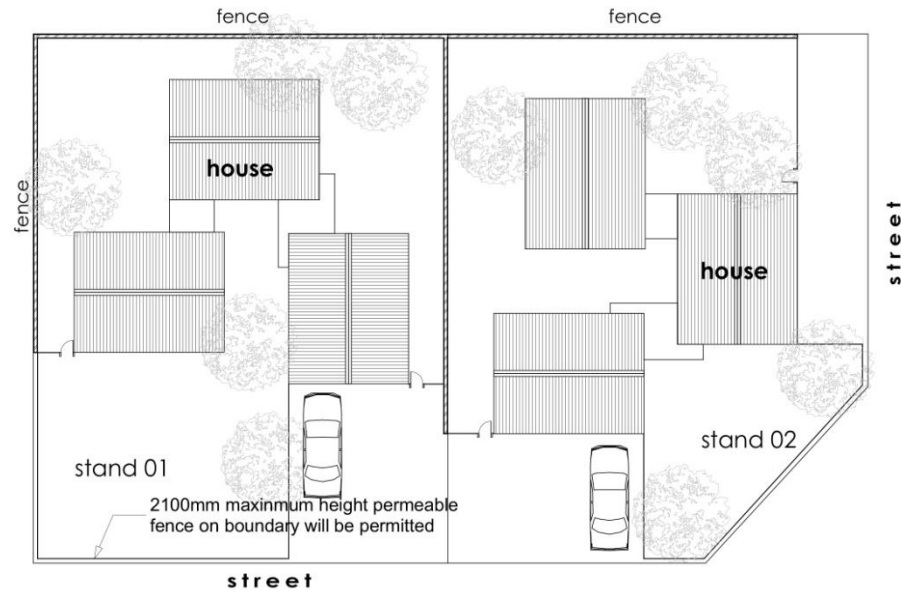 fence
fence
house
fence
street
house
stand 02
stand 01
2100mm maxinmum height permeable
fence on boundary will be permitted
street